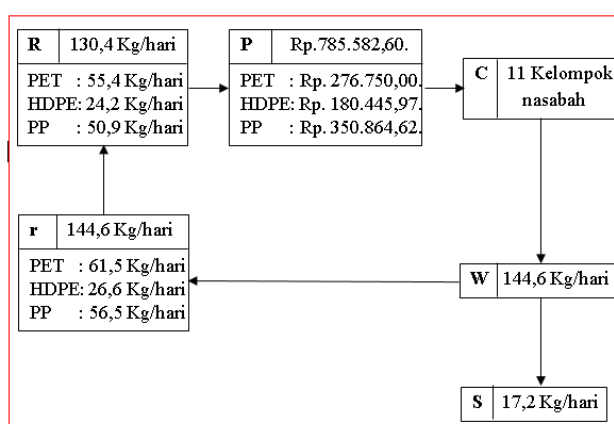 R 130,4 Kg/hari
PET : 55,4 Kg/hari
HDPE: 24,2 Kg/hari
PP : 50,9 Kg/hari
P Rp.785.582,60.
PET : Rp. 276.750,00.
HDPE: Rp. 180.445,97.
PP : Rp. 350.864,62.
C 11 Kelompok
nasabah
r 144,6 Kg/hari
PET : 61,5 Kg/hari
HDPE: 26,6 Kg/hari
PP : 56,5 Kg/hari
W 144,6 Kg/hari
S 17,2 Kg/hari